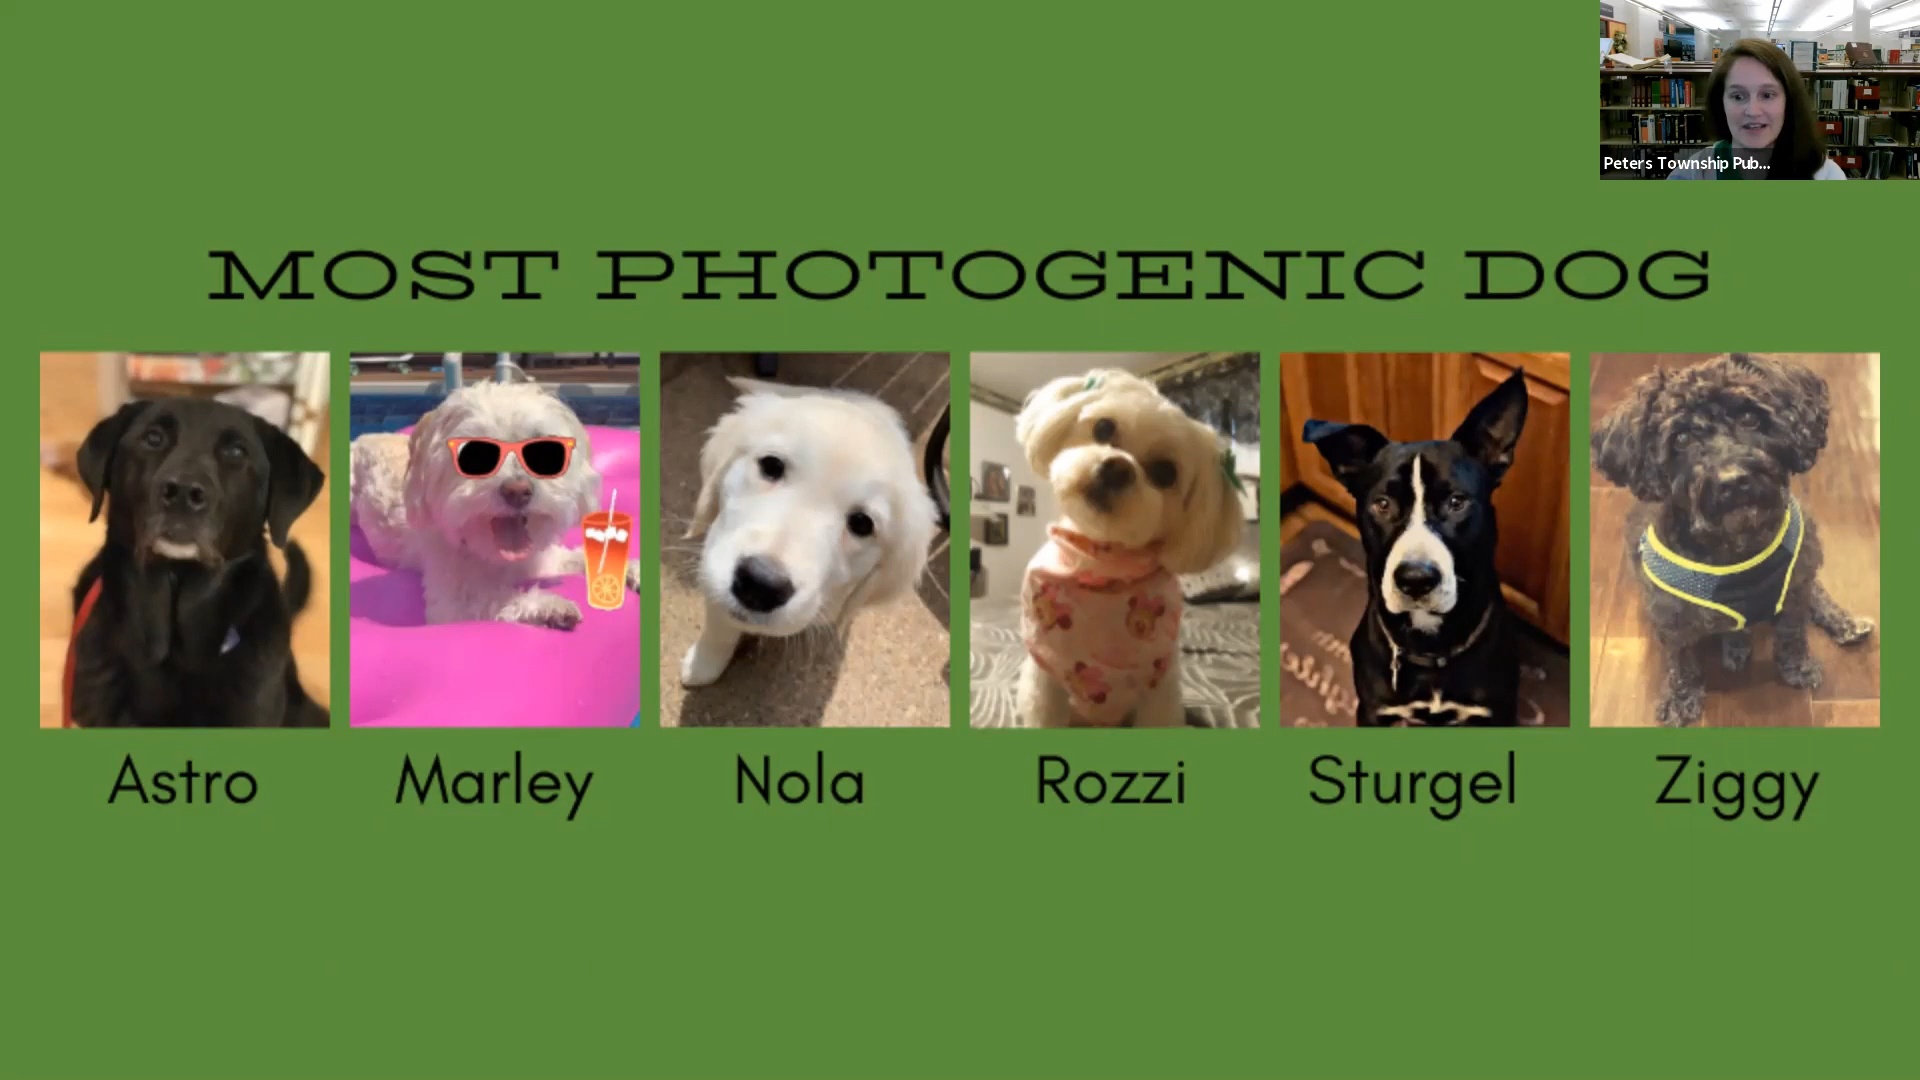 Peters Township Pub...
MOST PHOTOGENIC DOG
Astro
Marley
Nola
Rozzi
Sturgel
Ziggy